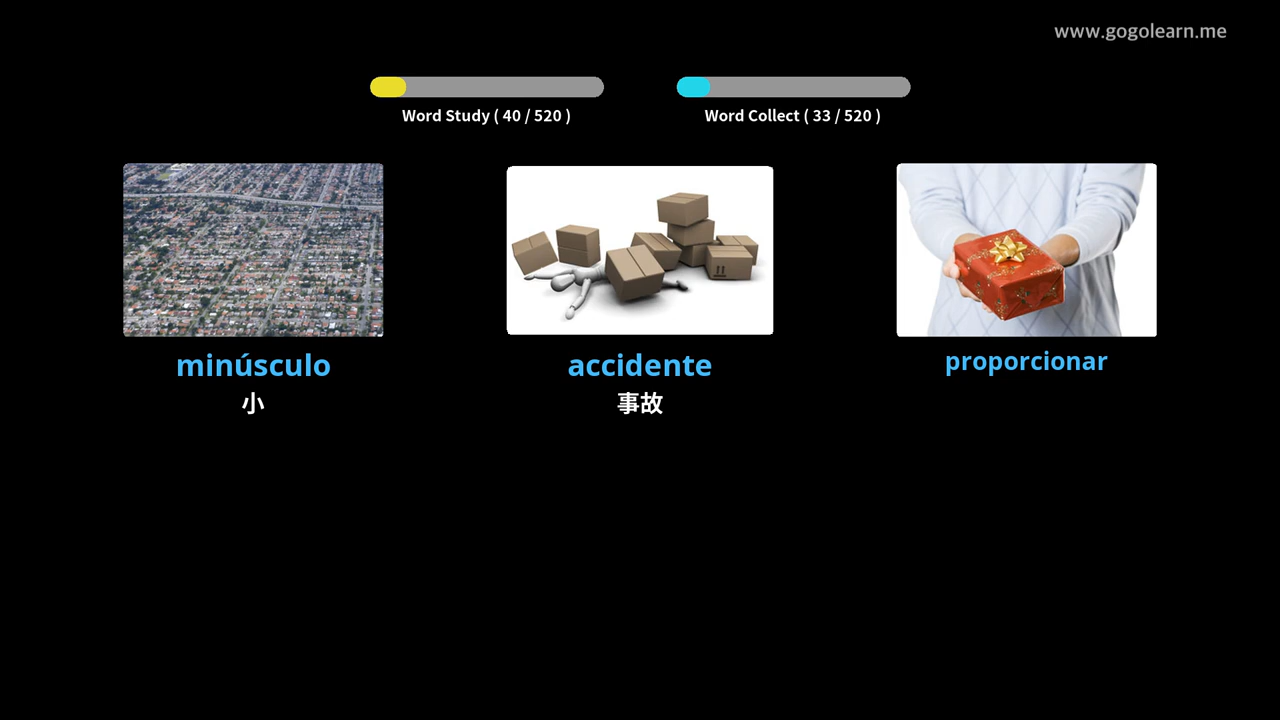 www.gogolearn.me
Word Study ( 40 / 520 )
Word Collect ( 33 / 520 )
minúsculo
小
accidente
事故
proporcionar